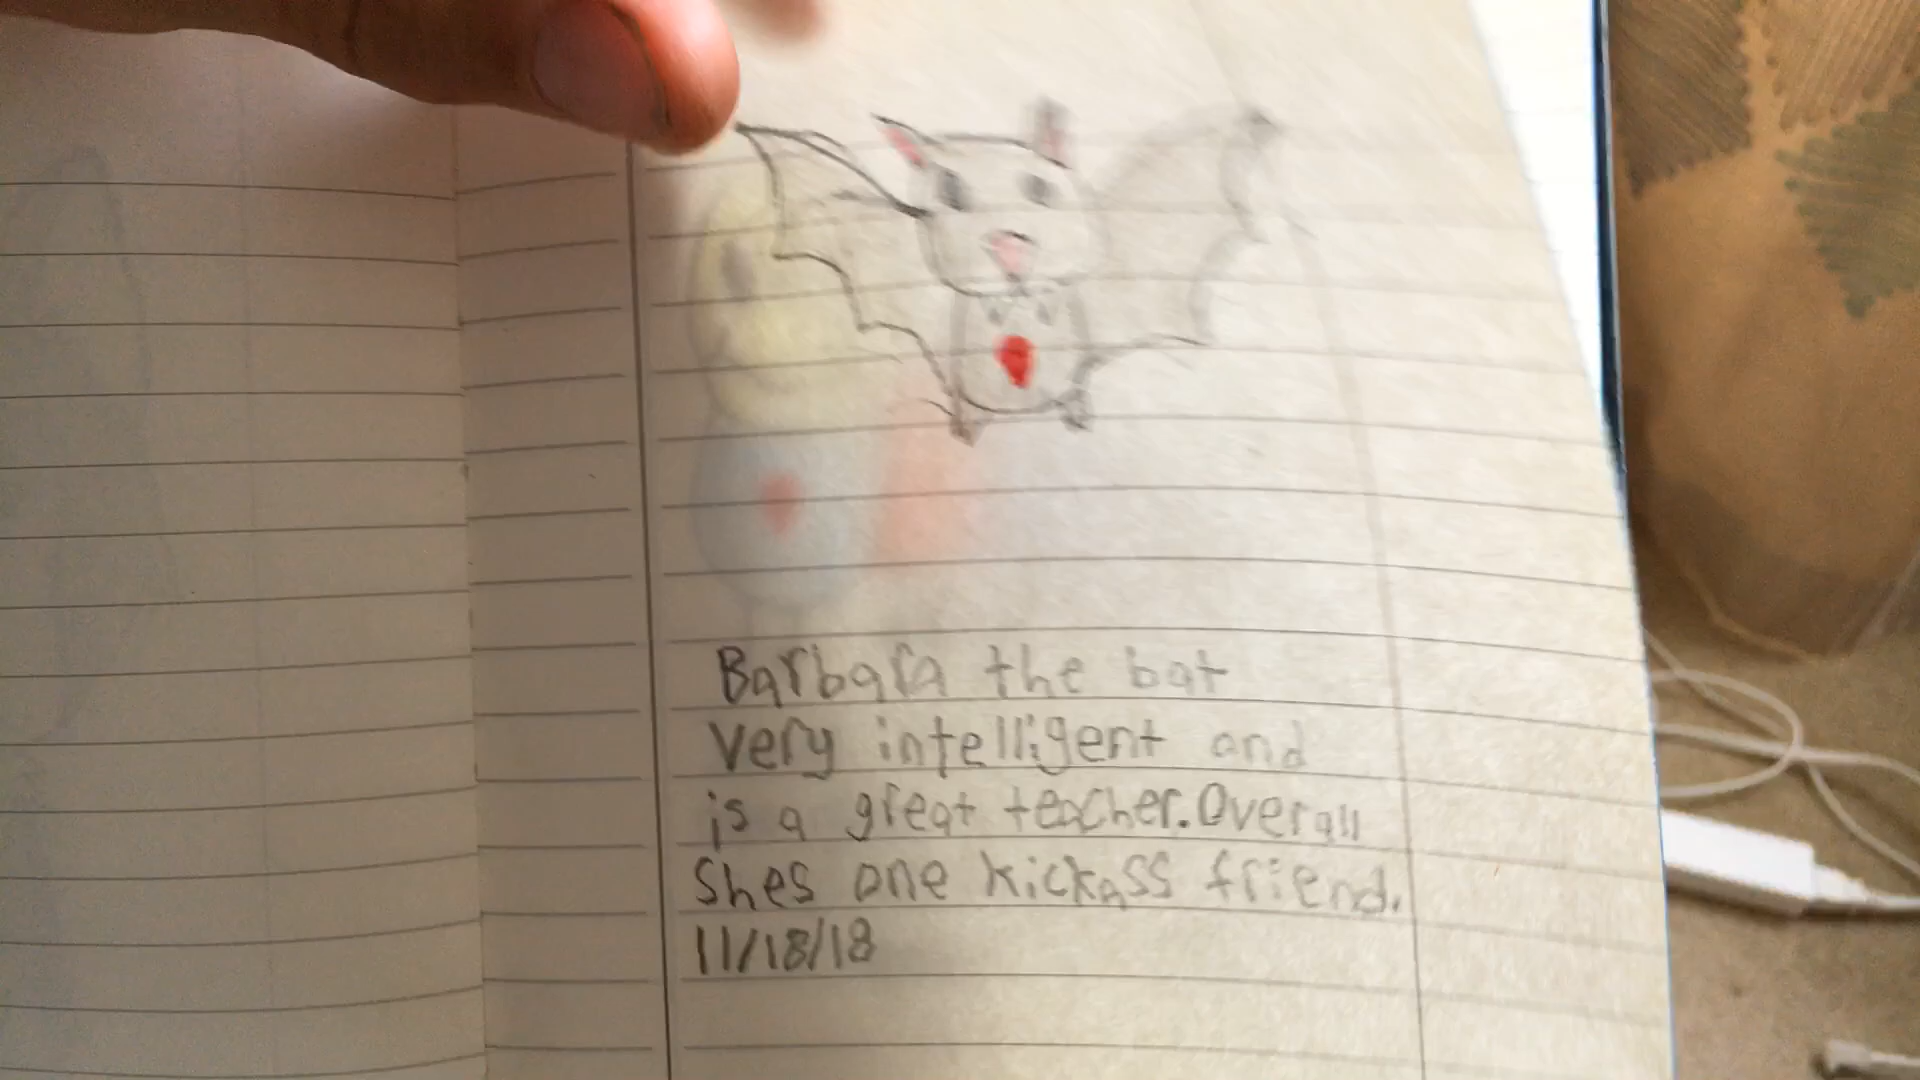 Barbara the bat
very intelligent and
is a great teacher. Overall
Shes one kickass friend.
11/18/18